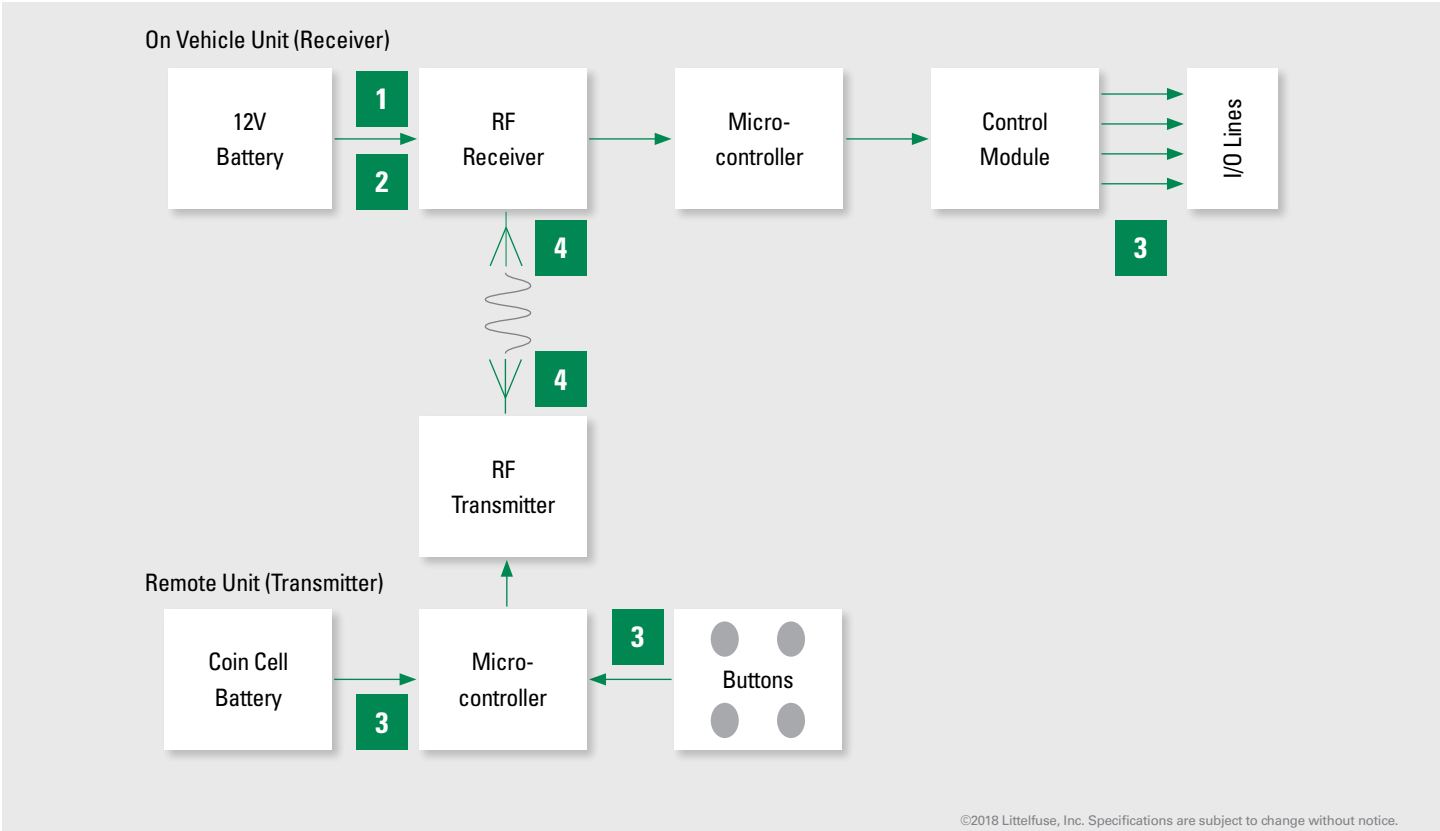 On Vehicle Unit (Receiver)
12V
Battery
1
2
RF
Receiver
Micro-
controller
Control
Module
I/O Lines
3
4
4
RF
Transmitter
Remote Unit (Transmitter)
Coin Cell
Battery
3
Micro-
controller
3
Buttons
©2018 Littelfuse, Inc. Specifications are subject to change without notice.